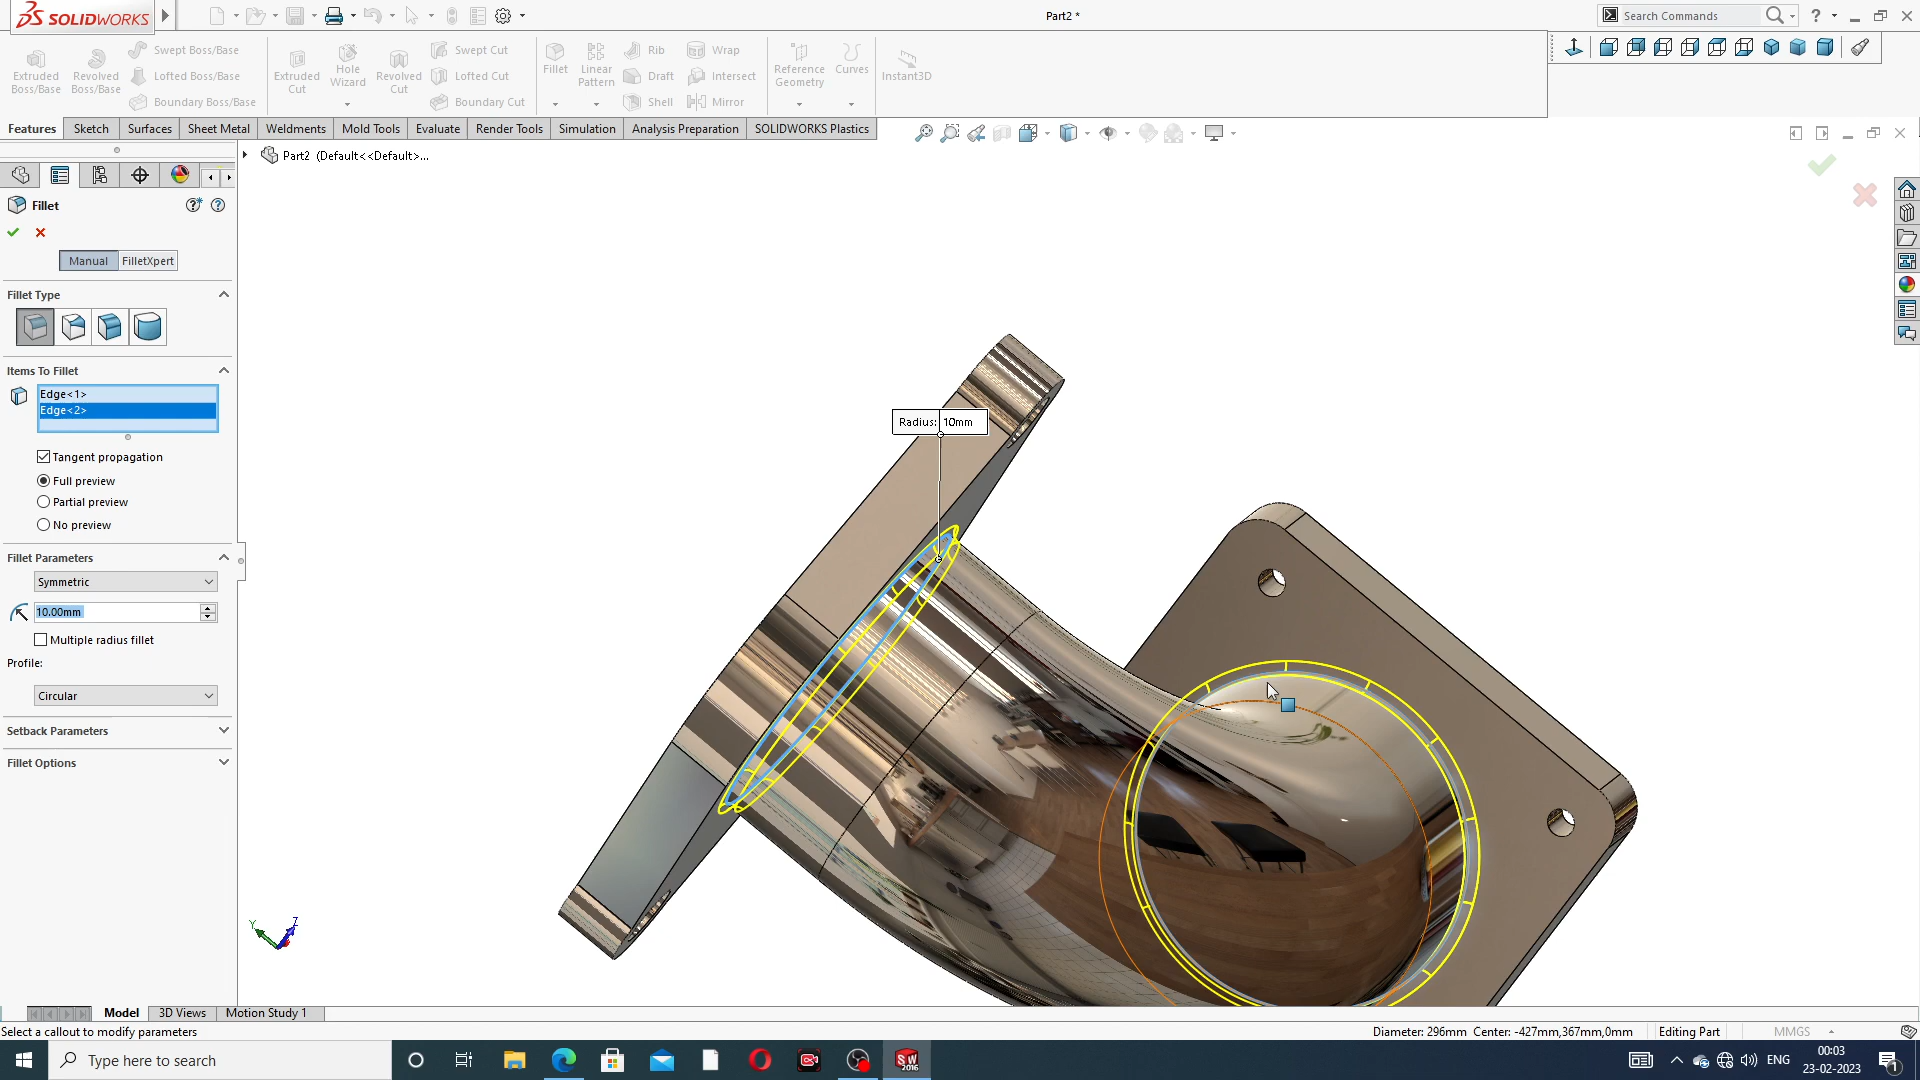 SOLIDWORKS
Part2 *
Search Commands
Extruded Boss/Base
Revolved Boss/Base
Swept Boss/Base
Lofted Boss/Base
Boundary Boss/Base
Extruded Cut
Hole Wizard
Revolved Cut
Swept Cut
Lofted Cut
Boundary Cut
Fillet
Linear Pattern
Rib
Draft
Shell
Wrap
Intersect
Mirror
Reference Geometry
Curves
Instant3D
Features
Sketch
Surfaces
Sheet Metal
Weldments
Mold Tools
Evaluate
Render Tools
Simulation
Analysis Preparation
SOLIDWORKS Plastics
Part2 (Default<<Default>...
Fillet
Manual
FilletXpert
Fillet Type
Items To Fillet
Edge<1>
Edge<2>
Tangent propagation
Full preview
Partial preview
No preview
Fillet Parameters
Symmetric
10.00mm
Multiple radius fillet
Profile:
Circular
Setback Parameters
Fillet Options
Radius: 10mm
Y
Z
Model
3D Views
Motion Study 1
Select a callout to modify parameters
Diameter: 296mm Center: -427mm,367mm,0mm
Editing Part
MMGS
Type here to search
SW
2016
ENG
00:03
23-02-2023
1